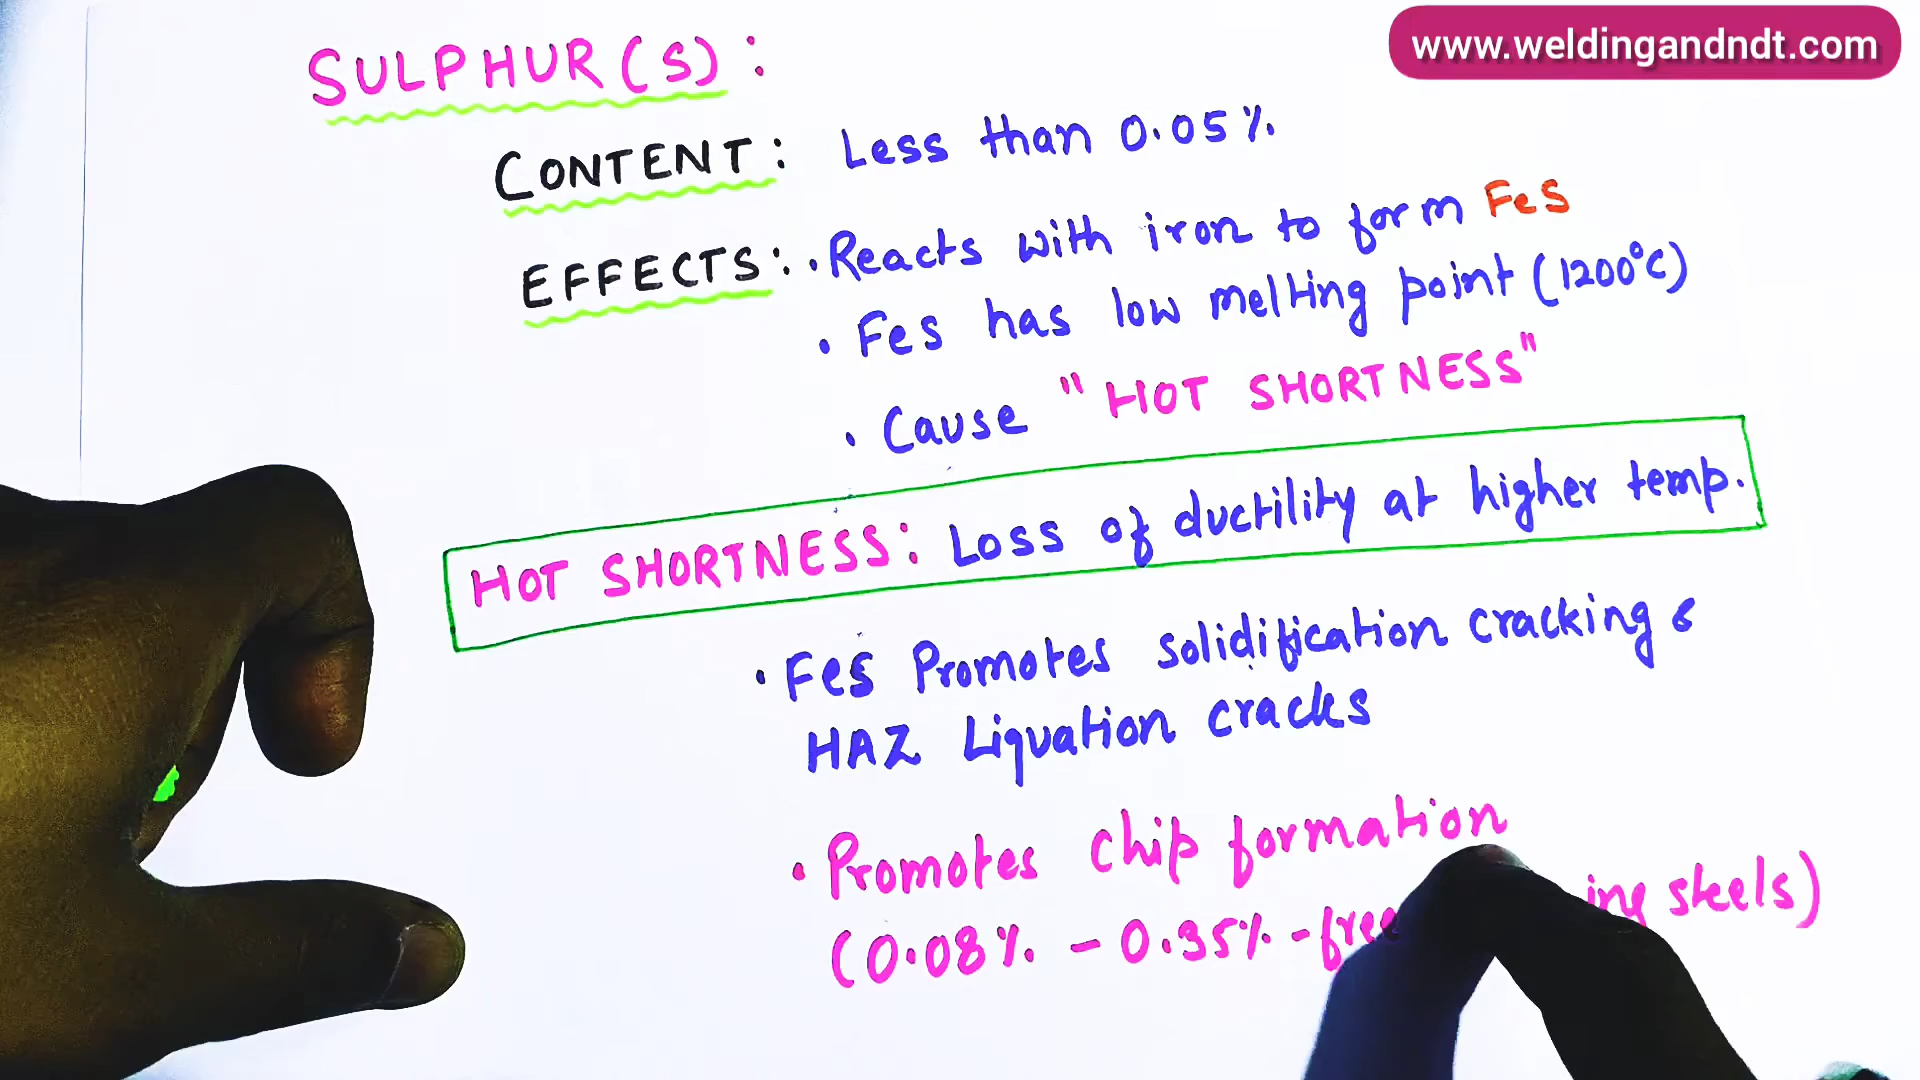 www.weldingandndt.com
SULPHUR(S):
CONTENT: Less than 0.05%
EFFECTS: • Reacts with iron to form FeS
• Fes has low melting point (1200°C)
• Cause "HOT SHORTNESS"
HOT SHORTNESS: Loss of ductility at higher temp.
• Fes Promotes solidification cracking &
HAZ Liquation cracks
• Promotes chip formation
(0.08% - 0.35% - steels)